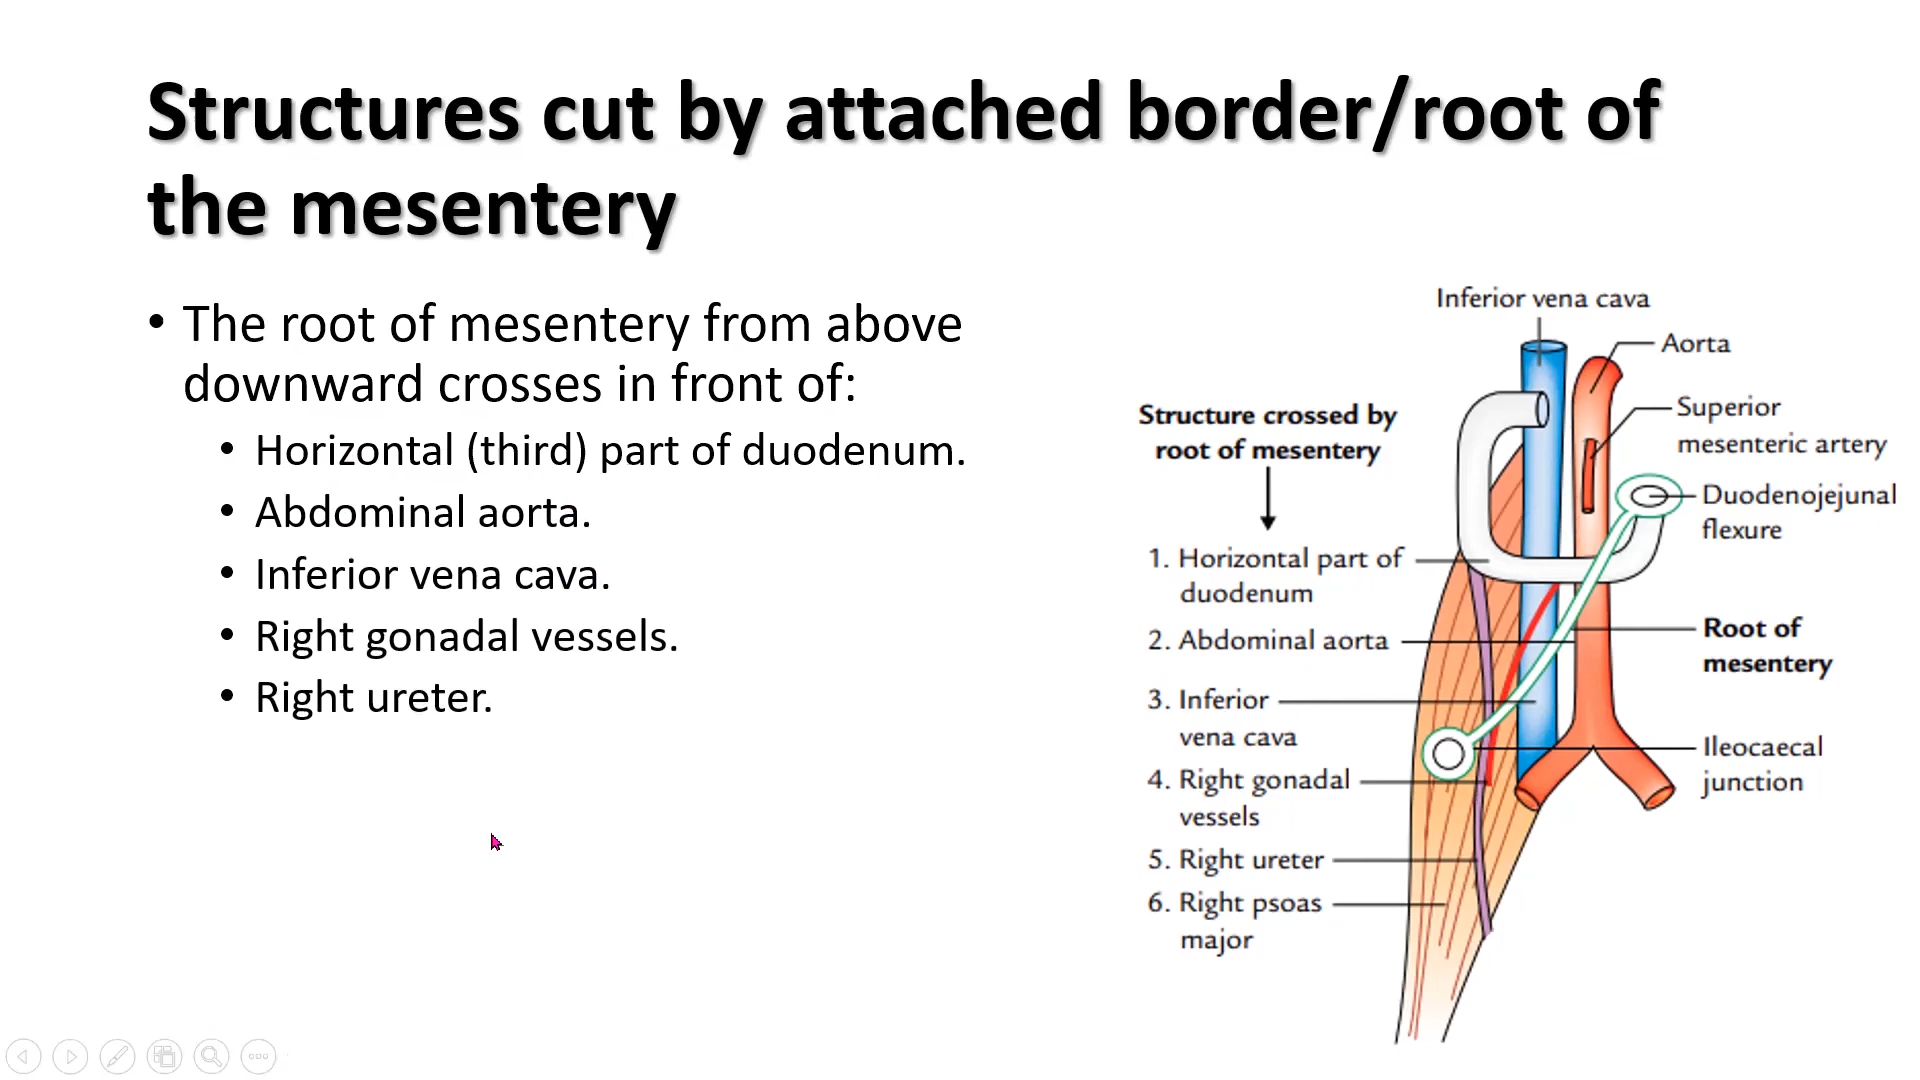 Structures cut by attached border/root of
the mesentery
• The root of mesentery from above
downward crosses in front of:
• Horizontal (third) part of duodenum.
• Abdominal aorta.
• Inferior vena cava.
• Right gonadal vessels.
• Right ureter.
Inferior vena cava
Aorta
Superior
mesenteric artery
Duodenojejunal
flexure
Root of
mesentery
Ileocaecal
junction
Structure crossed by
root of mesentery
1. Horizontal part of
duodenum
2. Abdominal aorta
3. Inferior
vena cava
4. Right gonadal
vessels
5. Right ureter
6. Right psoas
major